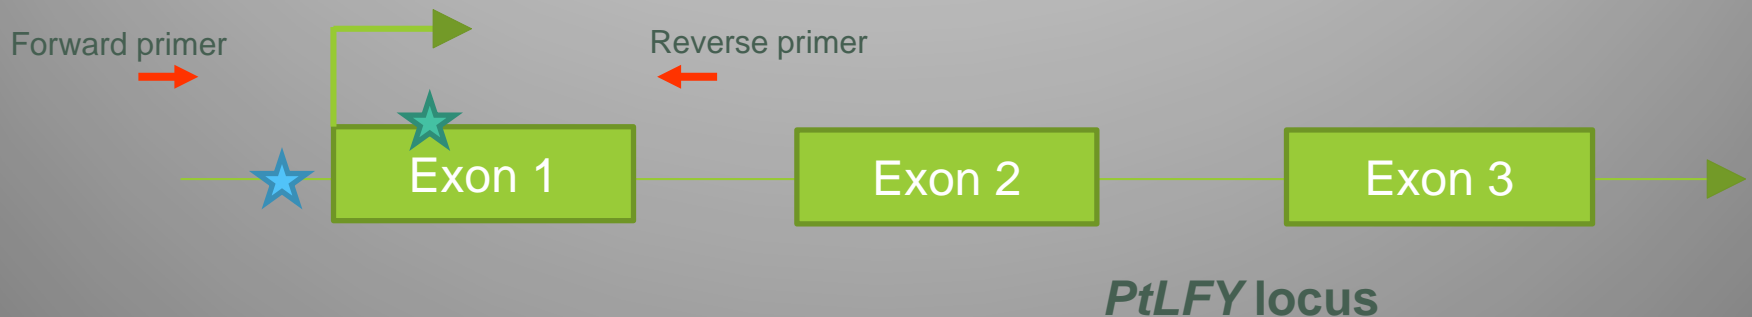 Forward primer
Reverse primer
Exon 1
Exon 2
Exon 3
PtLFY locus